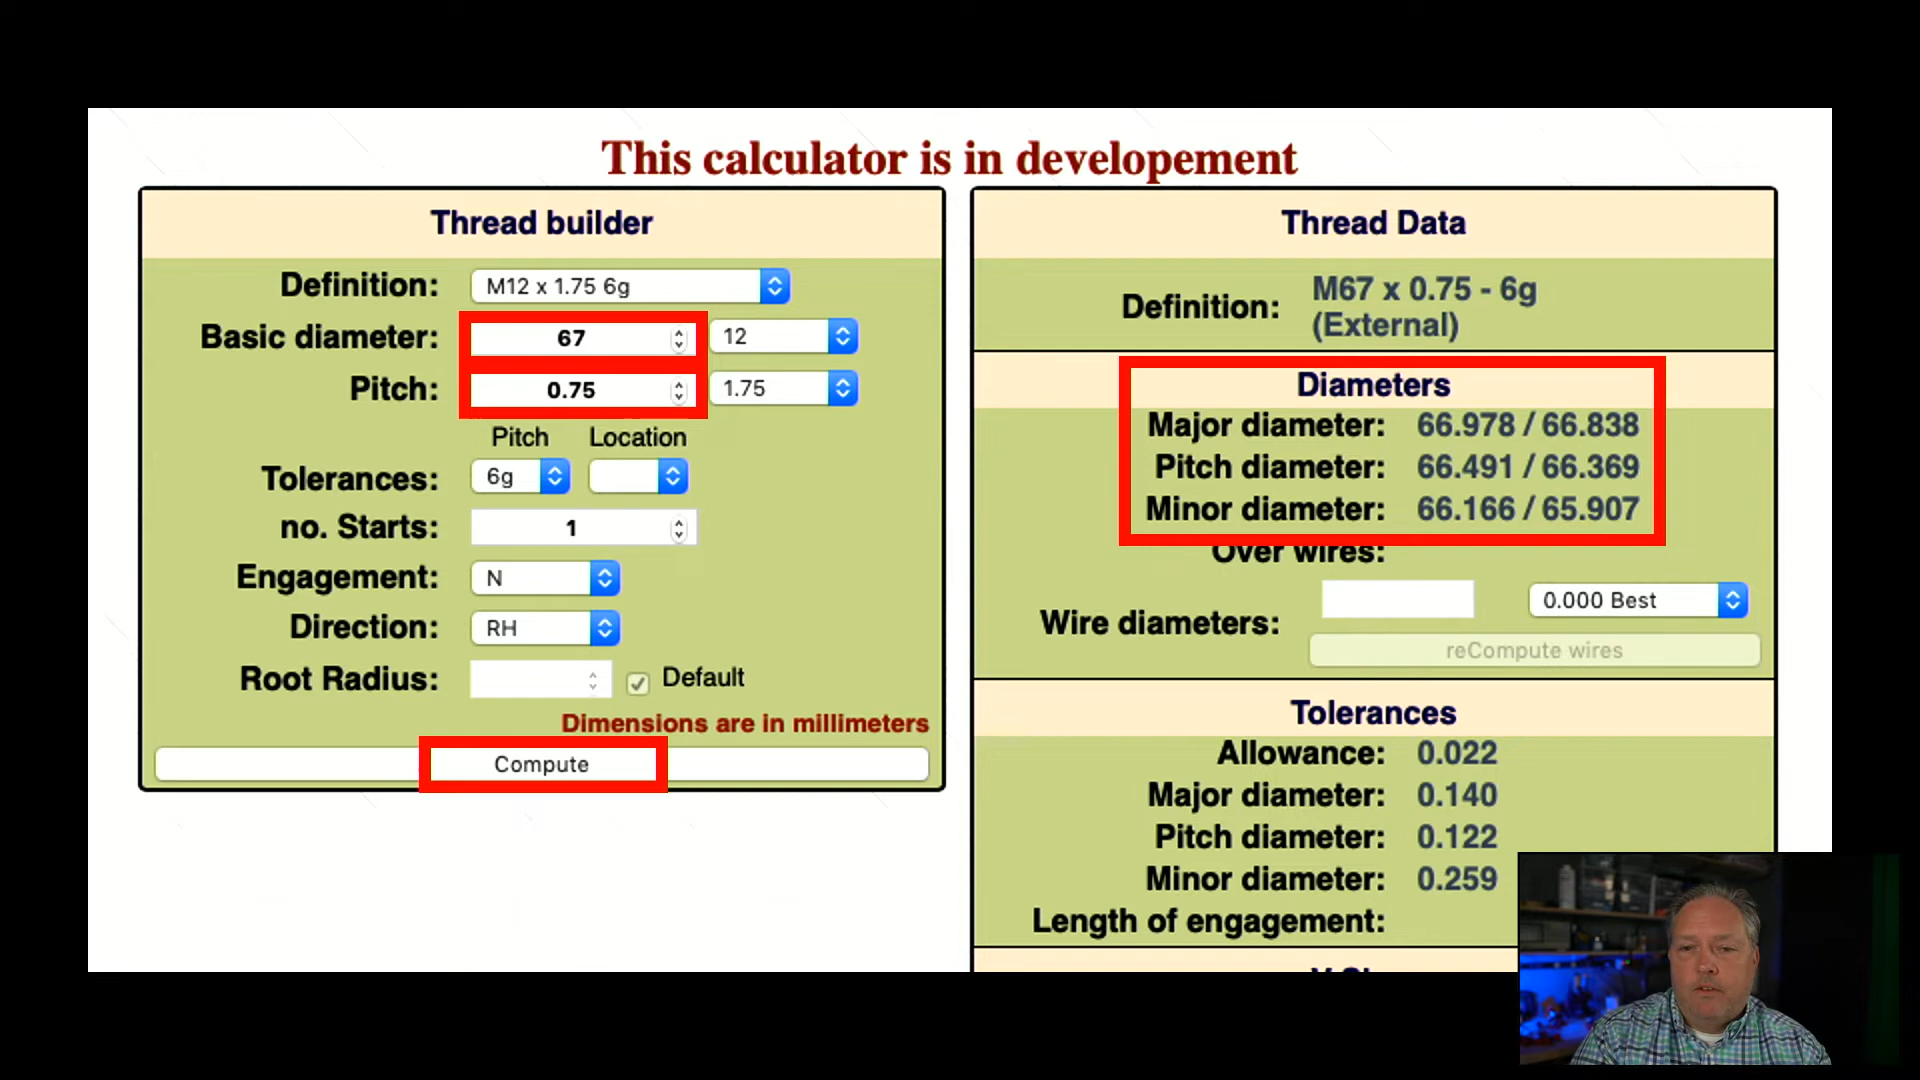 This calculator is in developement
Thread builder
Definition: M12 x 1.75 6g
Basic diameter: 67 12
Pitch: 0.75 1.75
Pitch Location
Tolerances: 6g
no. Starts: 1
Engagement: N
Direction: RH
Root Radius: Default
Dimensions are in millimeters
Compute
Thread Data
Definition: M67 x 0.75 - 6g
(External)
Diameters
Major diameter: 66.978 / 66.838
Pitch diameter: 66.491 / 66.369
Minor diameter: 66.166 / 65.907
Over wires:
Wire diameters: 0.000 Best
reCompute wires
Tolerances
Allowance: 0.022
Major diameter: 0.140
Pitch diameter: 0.122
Minor diameter: 0.259
Length of engagement: